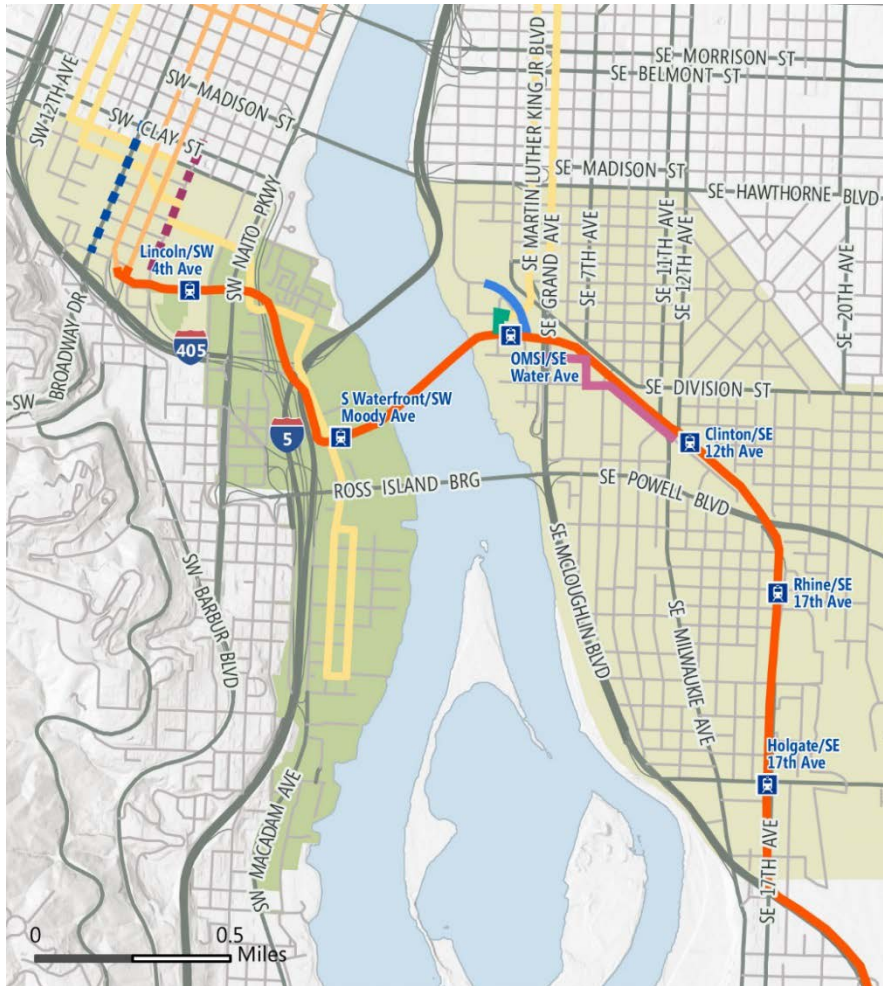 SE MORRISON ST
SE BELMONT ST
SW 12TH AVE
SW MADISON ST
SW CLAY ST
SE MARTIN LUTHER KING JR BLVD
SE MADISON ST
SE HAWTHORNE BLVD
SE GRAND AVE
SE 7TH AVE
SE 11TH AVE
SE 12TH AVE
SE 20TH AVE
SW NAITO PKWY
Lincoln/SW
4th Ave
SW BROADWAY DR
405
OMSI/SE
Water Ave
SE DIVISION ST
S Waterfront/SW
Moody Ave
5
Clinton/SE
12th Ave
ROSS ISLAND BRG
SE POWELL BLVD
SW BARBUR BLVD
SE MCLOUGHLIN BLVD
SE MILWAUKIE AVE
Rhine/SE
17th Ave
Holgate/SE
17th Ave
SW MACADAM AVE
SE 17TH AVE
0 0.5
Miles